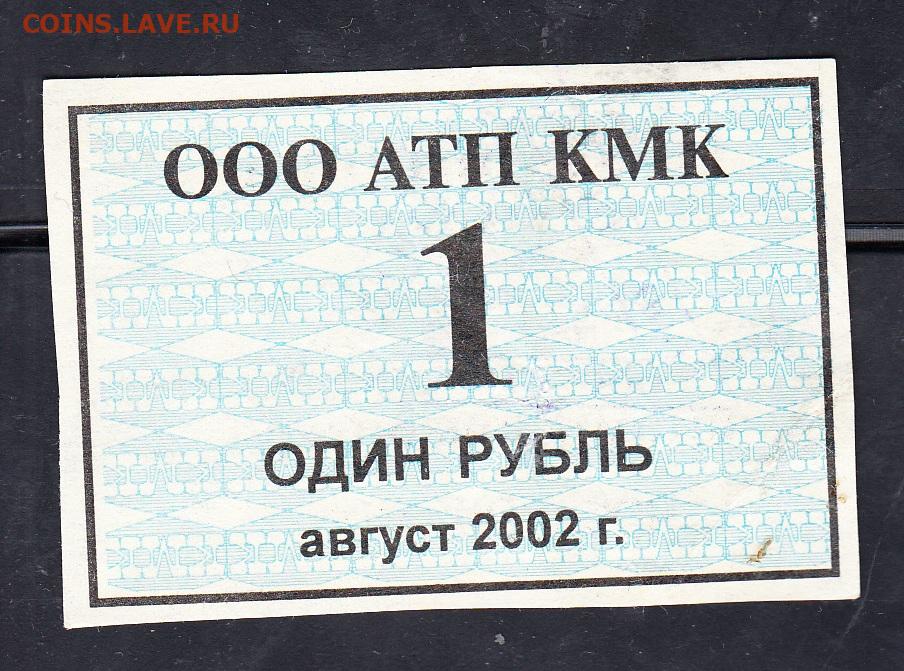 COINS.LAVE.RU
ООО АТП КМК
1
ОДИН РУБЛЬ
август 2002 г.